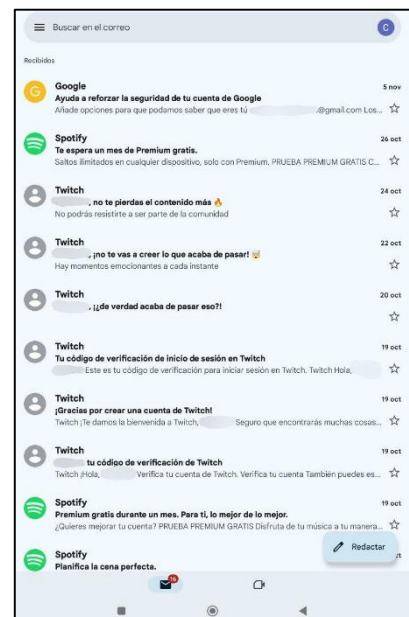 Buscar en el correo
C
Recibidos
G
Google
5 nov
Ayuda a reforzar la seguridad de tu cuenta de Google
Añade opciones para que podamos saber que eres tú @gmail.com Los...
Spotify
26 oct
Te espera un mes de Premium gratis.
Saltos ilimitados en cualquier dispositivo, solo con Premium, PRUEBA PREMIUM GRATIS C...
Twitch
24 oct
, no te pierdas el contenido más 🔥
No podrás resistirte a ser parte de la comunidad
Twitch
22 oct
, ¡no te vas a creer lo que acaba de pasar! 🤯
Hay momentos emocionantes a cada instante
Twitch
20 oct
, ¡¿de verdad acaba de pasar eso?!
Twitch
19 oct
Tu código de verificación de inicio de sesión en Twitch
Este es tu código de verificación para iniciar sesión en Twitch. Twitch Hola,
Twitch
19 oct
¡Gracias por crear una cuenta de Twitch!
Twitch ¡Te damos la bienvenida a Twitch, Seguro que encontrarás muchas cosas...
Twitch
19 oct
tu código de verificación de Twitch
Twitch ¡Hola, Verifica tu cuenta de Twitch. Verifica tu cuenta También puedes es...
Spotify
19 oct
Premium gratis durante un mes. Para ti, lo mejor de lo mejor.
¿Quieres mejorar tu cuenta? PRUEBA PREMIUM GRATIS Disfruta de tu música a tu manera...
Spotify
Planifica la cena perfecta.
Redactar
16